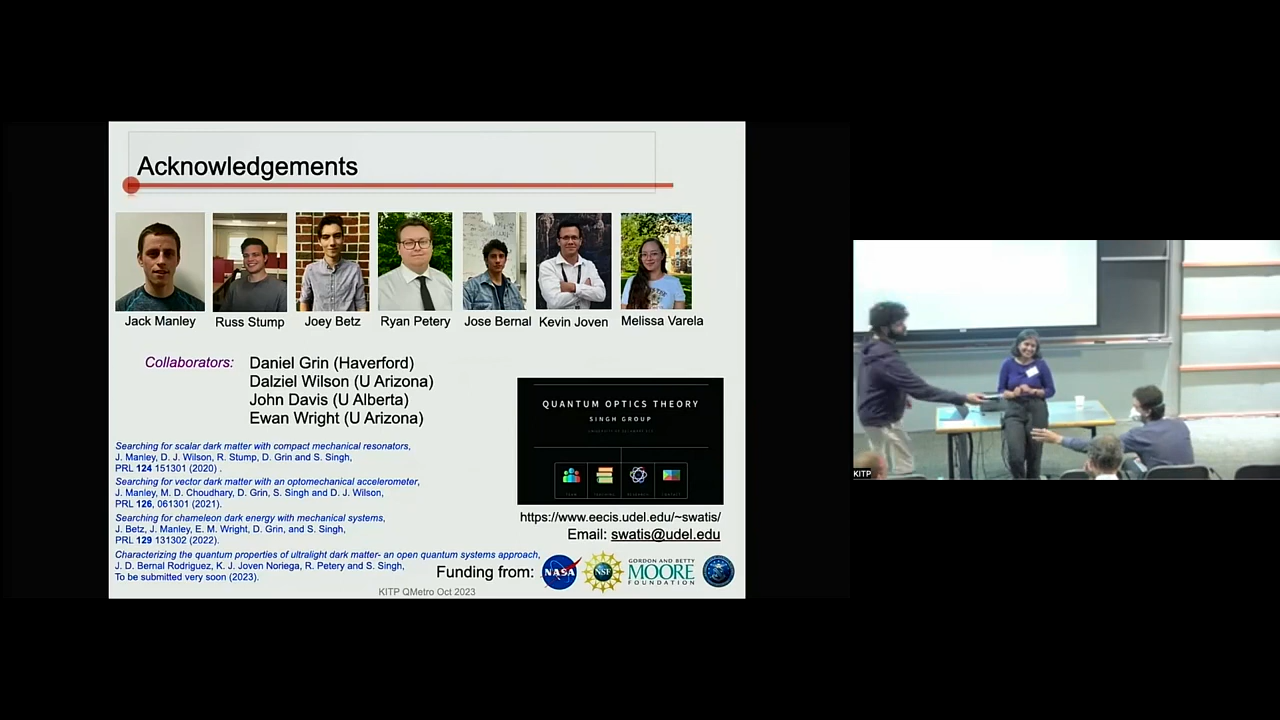 Acknowledgements
Jack Manley
Russ Stump
Joey Betz
Ryan Petery
Jose Bernal
Kevin Joven
Melissa Varela
Collaborators:
Daniel Grin (Haverford)
Dalziel Wilson (U Arizona)
John Davis (U Alberta)
Ewan Wright (U Arizona)
Searching for scalar dark matter with compact mechanical resonators,
J. Manley, D. J. Wilson, R. Stump, D. Grin and S. Singh,
PRL 124 151301 (2020) .
Searching for vector dark matter with an optomechanical accelerometer,
J. Manley, M. D. Choudhary, D. Grin, S. Singh and D. J. Wilson,
PRL 126, 061301 (2021).
Searching for chameleon dark energy with mechanical systems,
J. Betz, J. Manley, E. M. Wright, D. Grin, and S. Singh,
PRL 129 131302 (2022).
Characterizing the quantum properties of ultralight dark matter- an open quantum systems approach,
J. D. Bernal Rodriguez, K. J. Joven Noriega, R. Petery and S. Singh,
To be submitted very soon (2023).
QUANTUM OPTICS THEORY
SINGH GROUP
TEAM
RESEARCH
CONTACT
https://www.eecis.udel.edu/~swatis/
Email: swatis@udel.edu
Funding from:
NASA
NSF
GORDON AND BETTY
MOORE
FOUNDATION
KITP QMetro Oct 2023
KITP